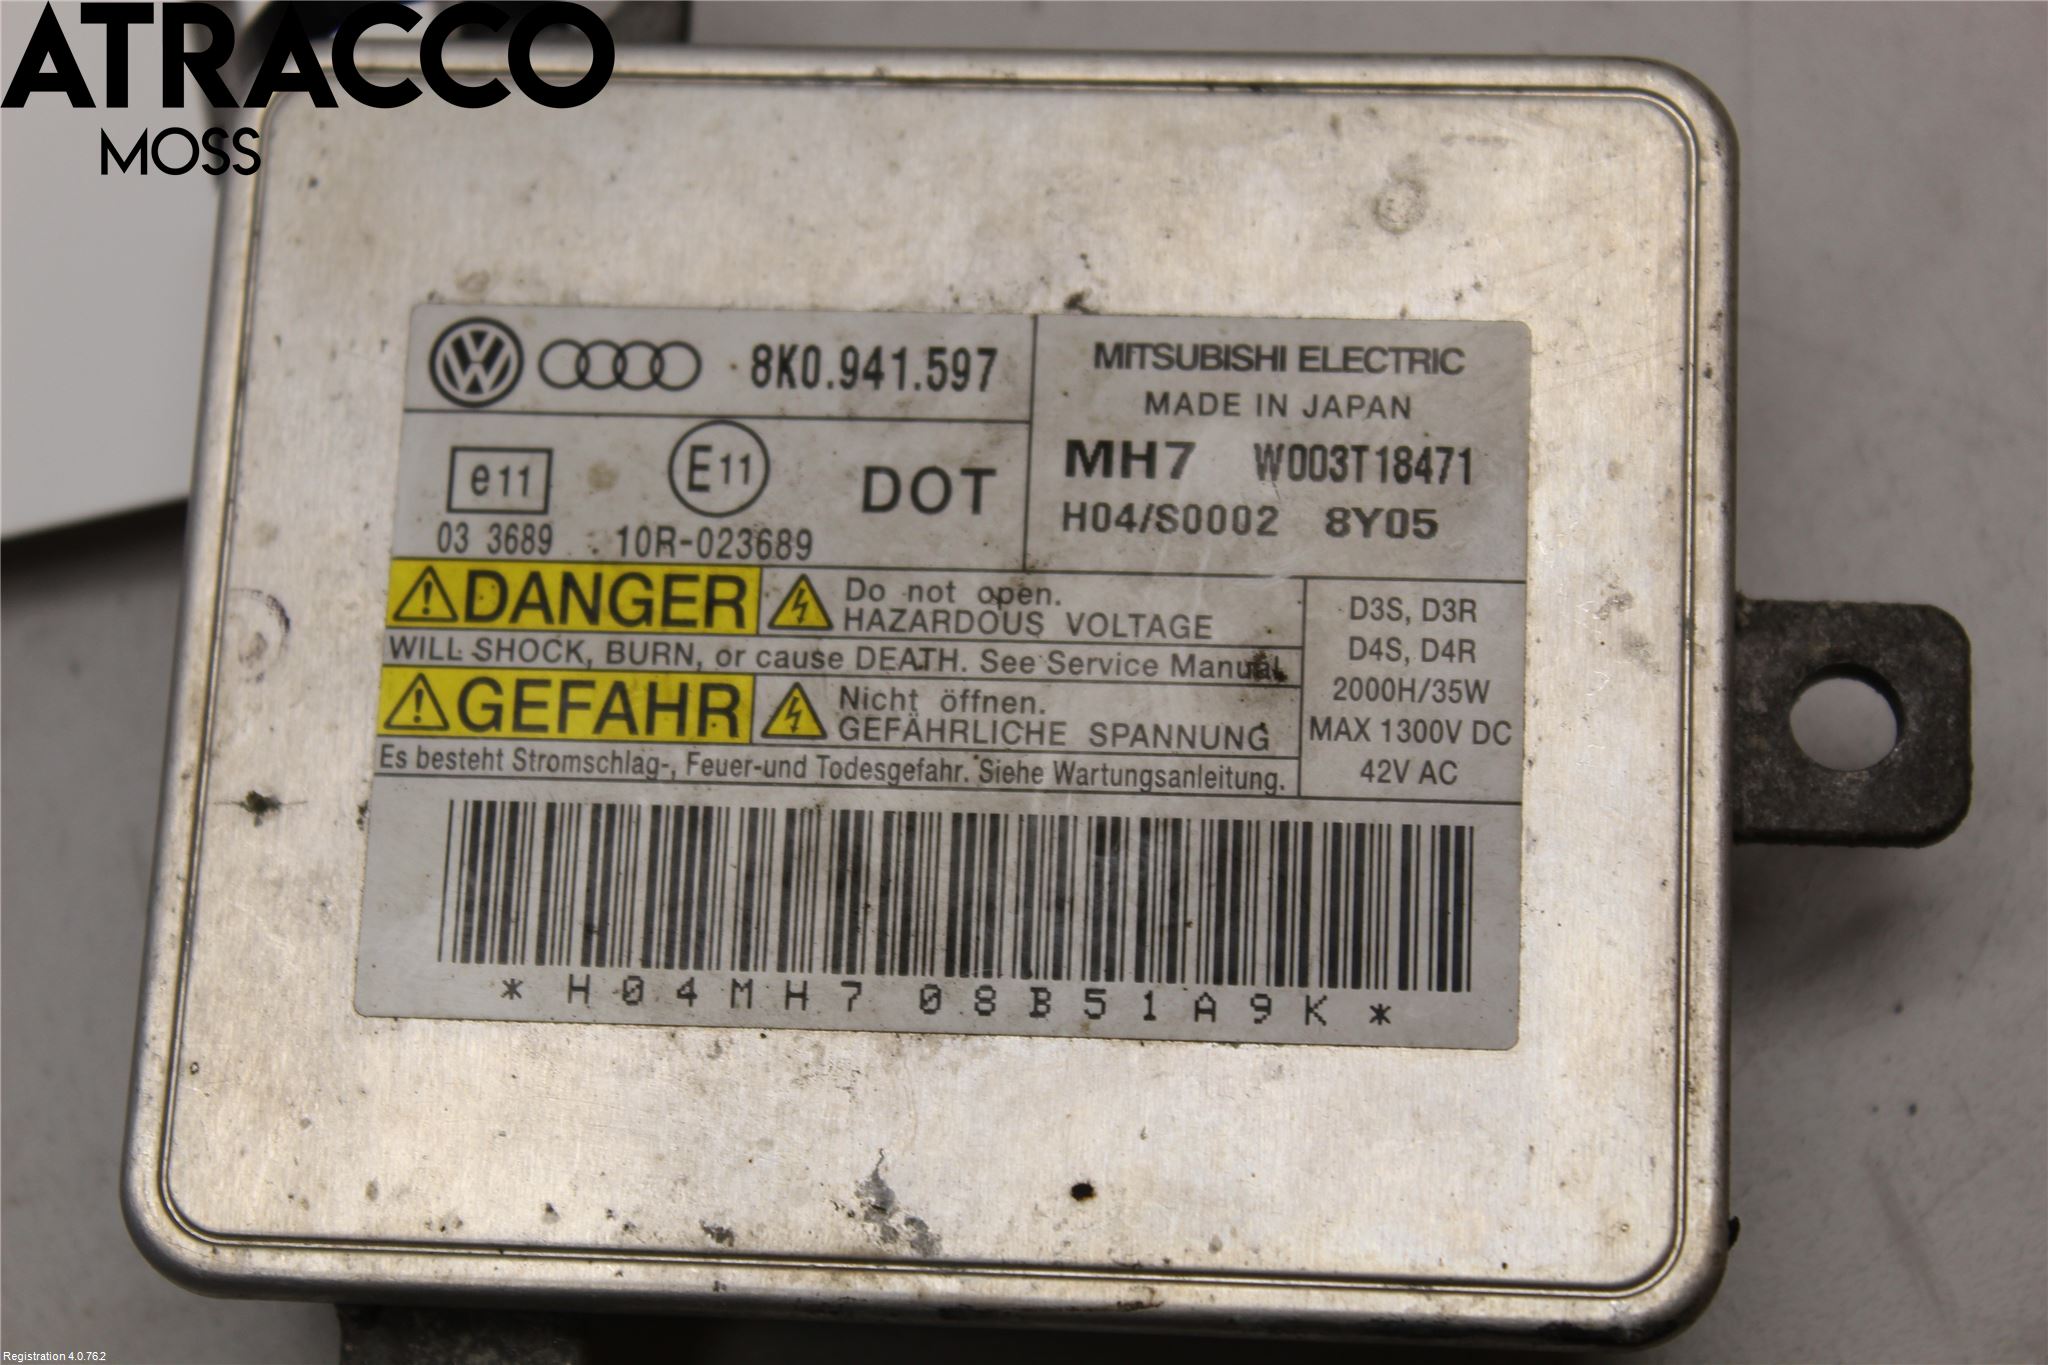 ATRACCO
MOSS
8K0.941.597
MITSUBISHI ELECTRIC
MADE IN JAPAN
MH7 W003T18471
H04/S0002 8Y05
e11
E11
DOT
03 3689
10R-023689
DANGER
Do not open.
HAZARDOUS VOLTAGE
WILL SHOCK, BURN, or cause DEATH. See Service Manual.
GEFAHR
Nicht öffnen.
GEFÄHRLICHE SPANNUNG
Es besteht Stromschlag-, Feuer-und Todesgefahr. Siehe Wartungsanleitung.
D3S, D3R
D4S, D4R
2000H/35W
MAX 1300V DC
42V AC
*H04MH7 08B51A9K*
Registration 4.0.762